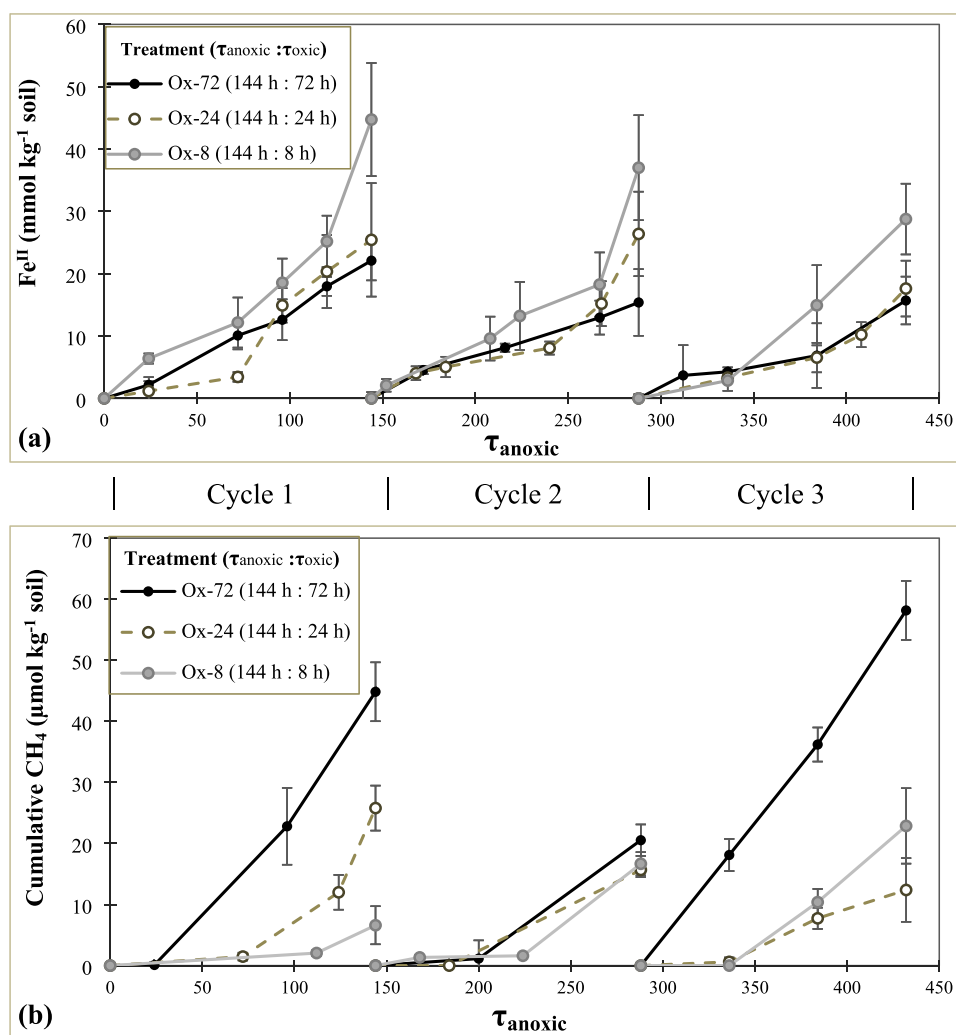 60
50
40
30
20
10
0
Fe^II (mmol kg⁻¹ soil)
Treatment (τanoxic :τoxic)
Ox-72 (144 h : 72 h)
Ox-24 (144 h : 24 h)
Ox-8 (144 h : 8 h)
0 50 100 150 200 250 300 350 400 450
(a)
τanoxic
| Cycle 1 | Cycle 2 | Cycle 3 |
70
60
50
40
30
20
10
0
Cumulative CH₄ (μmol kg⁻¹ soil)
Treatment (τanoxic :τoxic)
Ox-72 (144 h : 72 h)
Ox-24 (144 h : 24 h)
Ox-8 (144 h : 8 h)
0 50 100 150 200 250 300 350 400 450
(b)
τanoxic